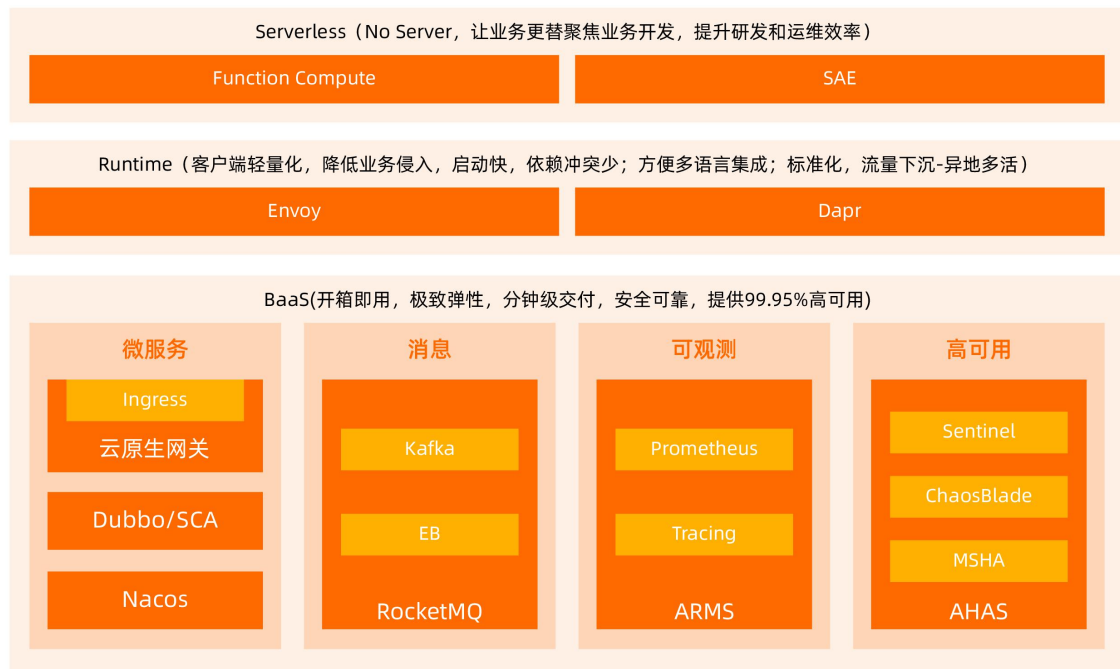 Serverless（No Server，让业务更替聚焦业务开发，提升研发和运维效率）
Function Compute
SAE
Runtime（客户端轻量化，降低业务侵入，启动快，依赖冲突少；方便多语言集成；标准化，流量下沉-异地多活）
Envoy
Dapr
BaaS(开箱即用，极致弹性，分钟级交付，安全可靠，提供99.95%高可用)
微服务
Ingress
云原生网关
Dubbo/SCA
Nacos
消息
Kafka
EB
RocketMQ
可观测
Prometheus
Tracing
ARMS
高可用
Sentinel
ChaosBlade
MSHA
AHAS